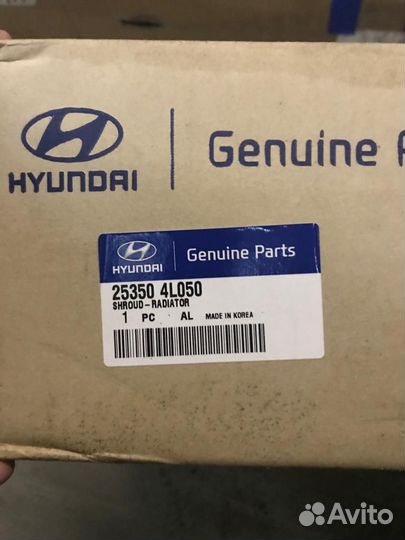 HYUNDAI
Genuine
HYUNDAI
Genuine Parts
25350 4L050
SHROUD-RADIATOR
1 PC AL MADE IN KOREA
Avito